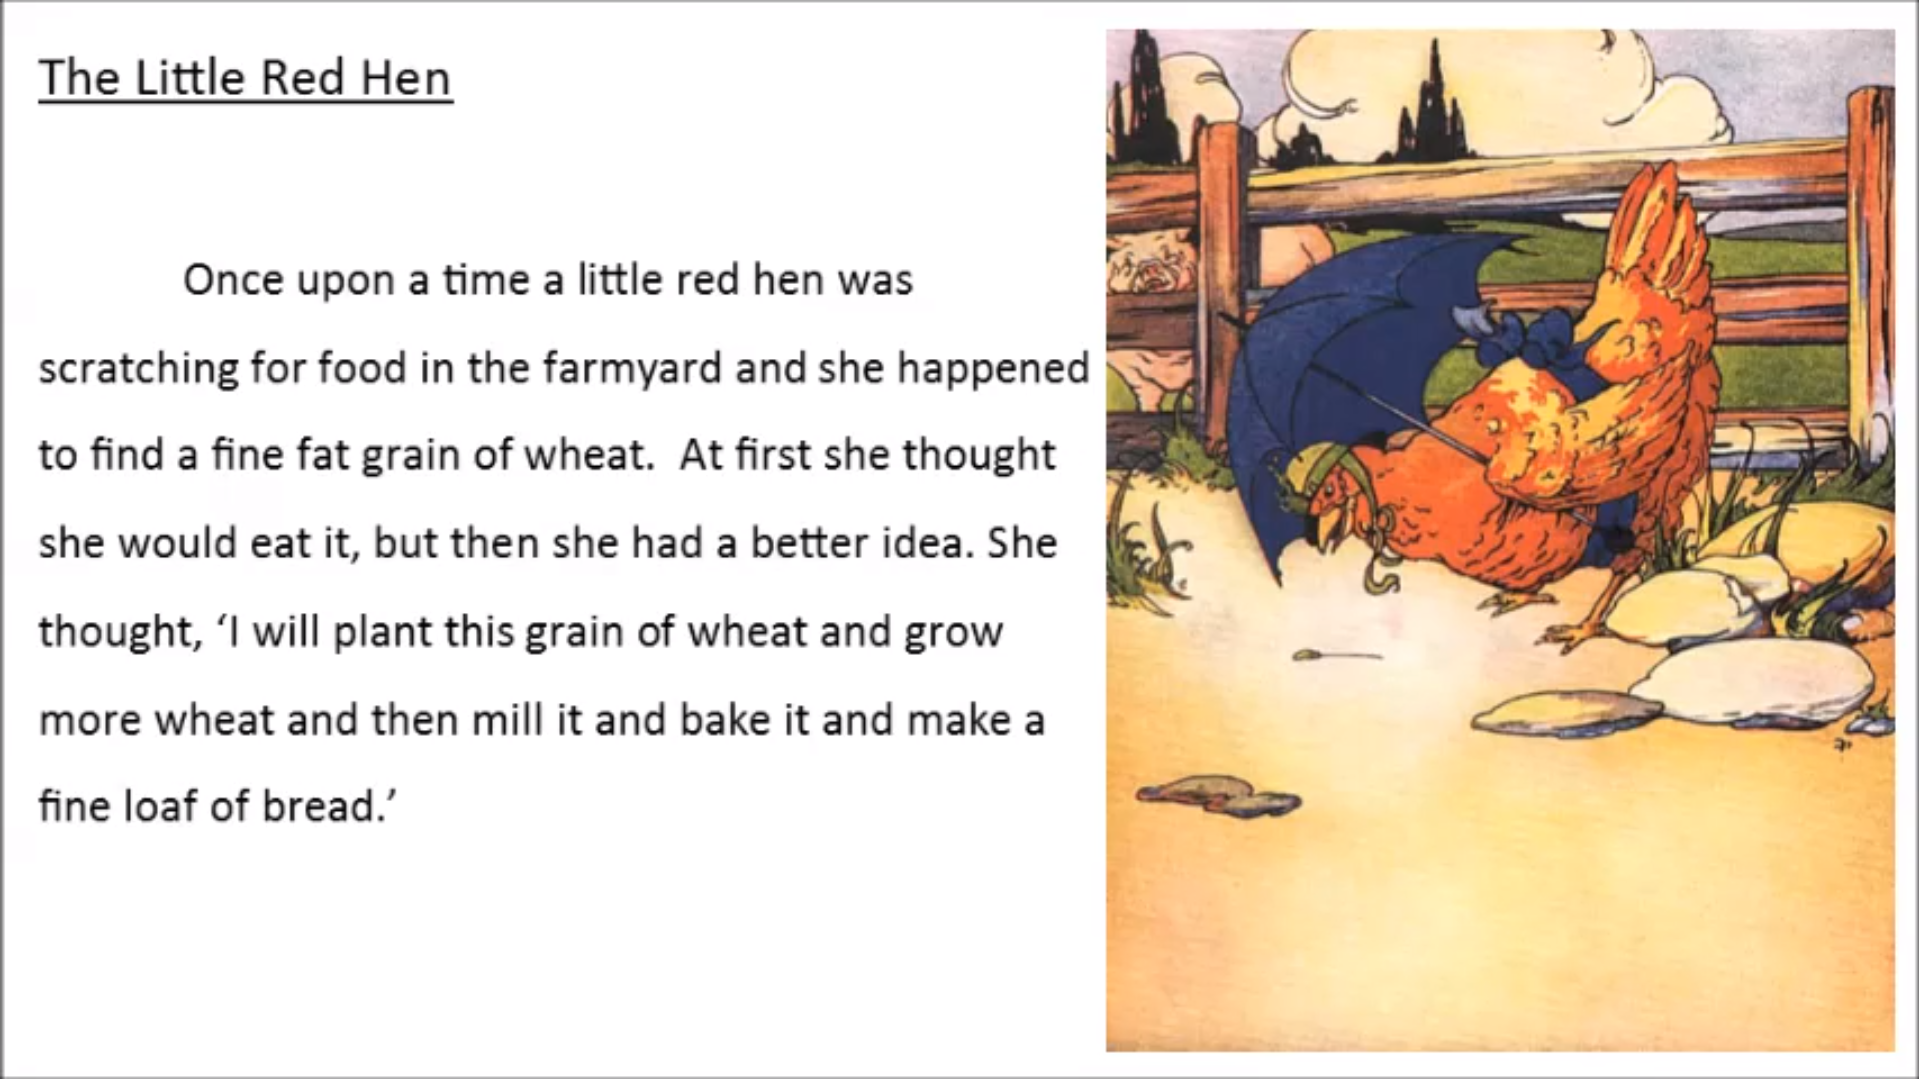 The Little Red Hen
Once upon a time a little red hen was
scratching for food in the farmyard and she happened
to find a fine fat grain of wheat.  At first she thought
she would eat it, but then she had a better idea. She
thought, ‘I will plant this grain of wheat and grow
more wheat and then mill it and bake it and make a
fine loaf of bread.’